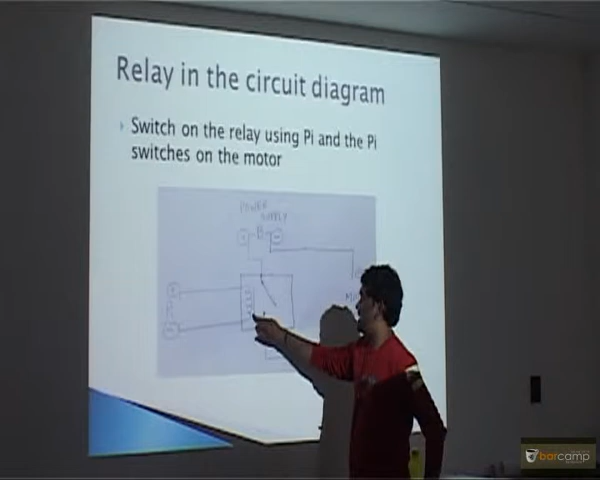 Relay in the circuit diagram
Switch on the relay using Pi and the Pi
switches on the motor
POWER
SUPPLY
barcamp